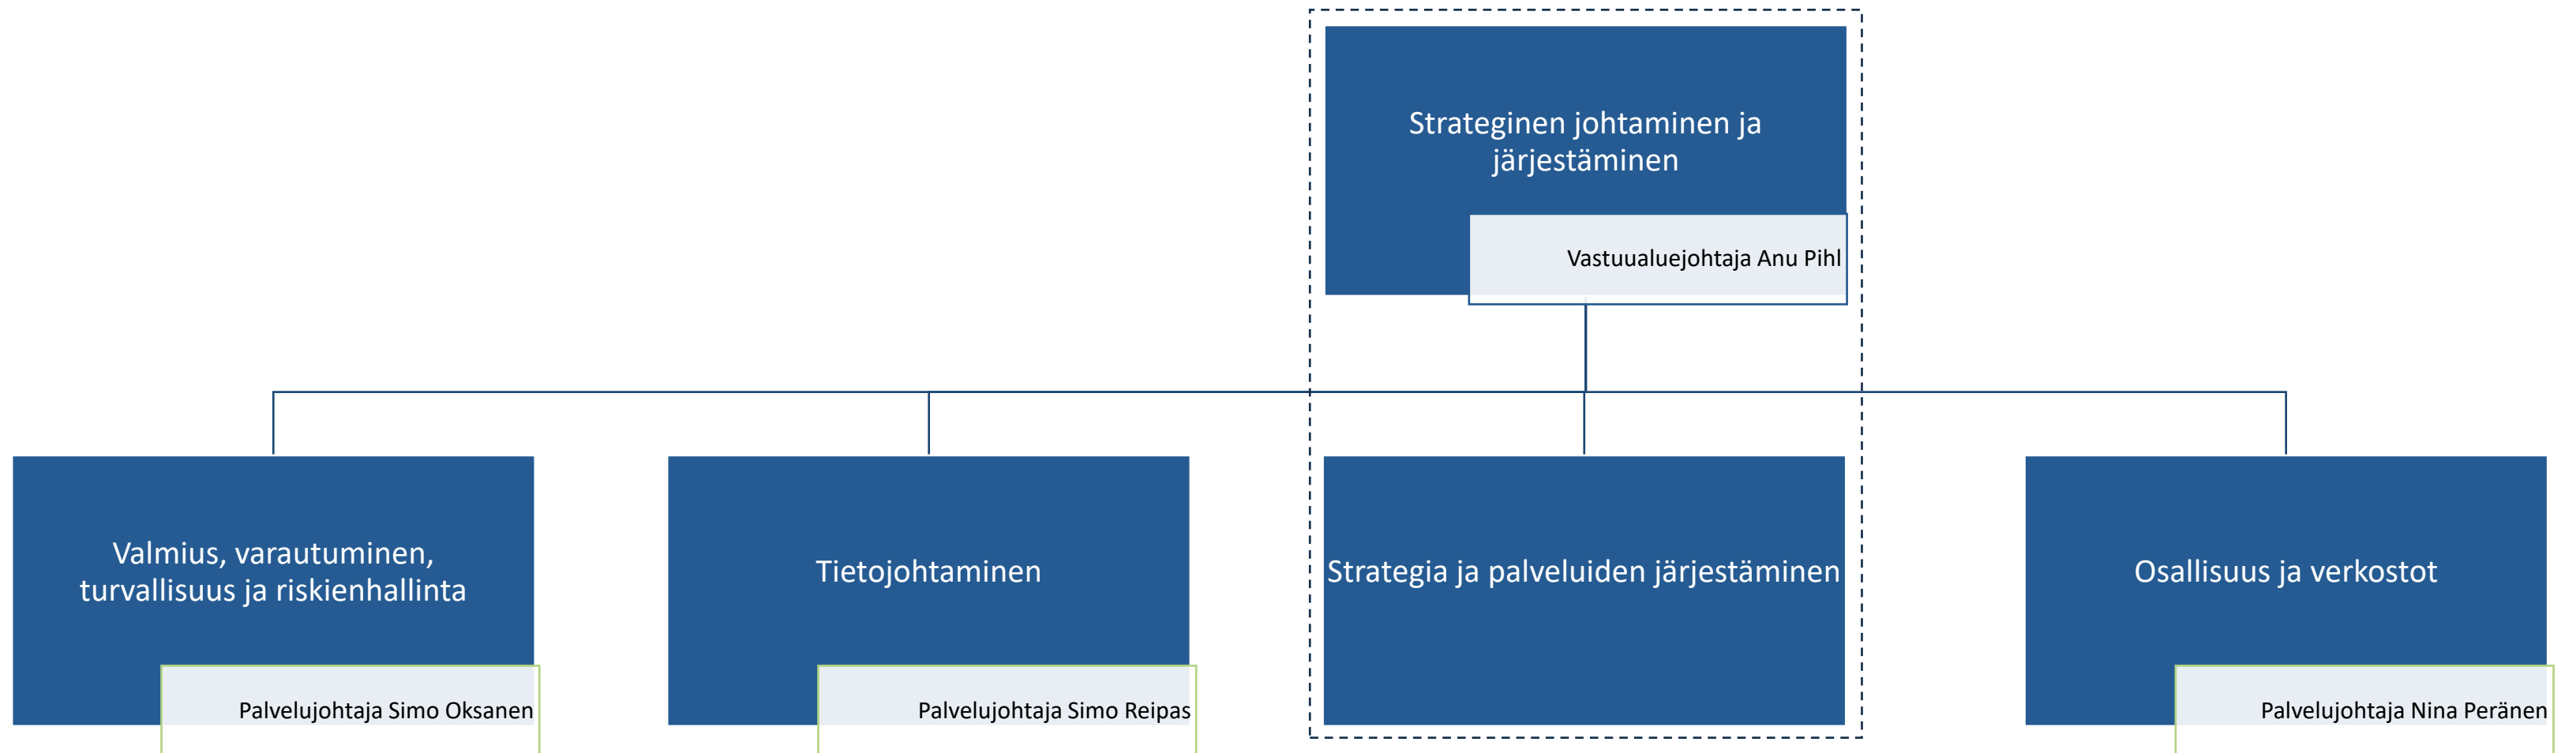 Strateginen johtaminen ja
järjestäminen
Vastuualuejohtaja Anu Pihl
Valmius, varautuminen,
turvallisuus ja riskienhallinta
Palvelujohtaja Simo Oksanen
Tietojohtaminen
Palvelujohtaja Simo Reipas
Strategia ja palveluiden järjestäminen
Osallisuus ja verkostot
Palvelujohtaja Nina Peränen